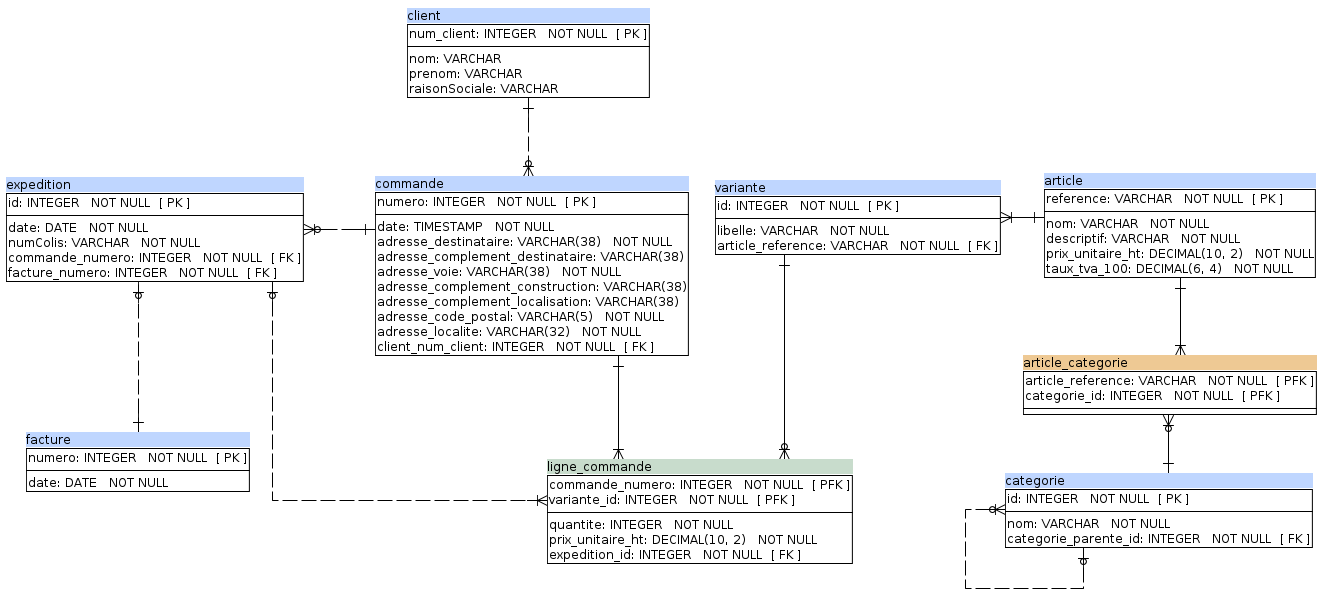 client
num_client: INTEGER NOT NULL [ PK ]
nom: VARCHAR
prenom: VARCHAR
raisonSociale: VARCHAR
expedition
id: INTEGER NOT NULL [ PK ]
date: DATE NOT NULL
numColis: VARCHAR NOT NULL
commande_numero: INTEGER NOT NULL [ FK ]
facture_numero: INTEGER NOT NULL [ FK ]
commande
numero: INTEGER NOT NULL [ PK ]
date: TIMESTAMP NOT NULL
adresse_destinataire: VARCHAR(38) NOT NULL
adresse_complement_destinataire: VARCHAR(38)
adresse_voie: VARCHAR(38) NOT NULL
adresse_complement_construction: VARCHAR(38)
adresse_complement_localisation: VARCHAR(38)
adresse_code_postal: VARCHAR(5) NOT NULL
adresse_localite: VARCHAR(32) NOT NULL
client_num_client: INTEGER NOT NULL [ FK ]
variante
id: INTEGER NOT NULL [ PK ]
libelle: VARCHAR NOT NULL
article_reference: VARCHAR NOT NULL [ FK ]
article
reference: VARCHAR NOT NULL [ PK ]
nom: VARCHAR NOT NULL
descriptif: VARCHAR NOT NULL
prix_unitaire_ht: DECIMAL(10, 2) NOT NULL
taux_tva_100: DECIMAL(6, 4) NOT NULL
article_categorie
article_reference: VARCHAR NOT NULL [ PFK ]
categorie_id: INTEGER NOT NULL [ PFK ]
facture
numero: INTEGER NOT NULL [ PK ]
date: DATE NOT NULL
ligne_commande
commande_numero: INTEGER NOT NULL [ PFK ]
variante_id: INTEGER NOT NULL [ PFK ]
quantite: INTEGER NOT NULL
prix_unitaire_ht: DECIMAL(10, 2) NOT NULL
expedition_id: INTEGER NOT NULL [ FK ]
categorie
id: INTEGER NOT NULL [ PK ]
nom: VARCHAR NOT NULL
categorie_parente_id: INTEGER NOT NULL [ FK ]